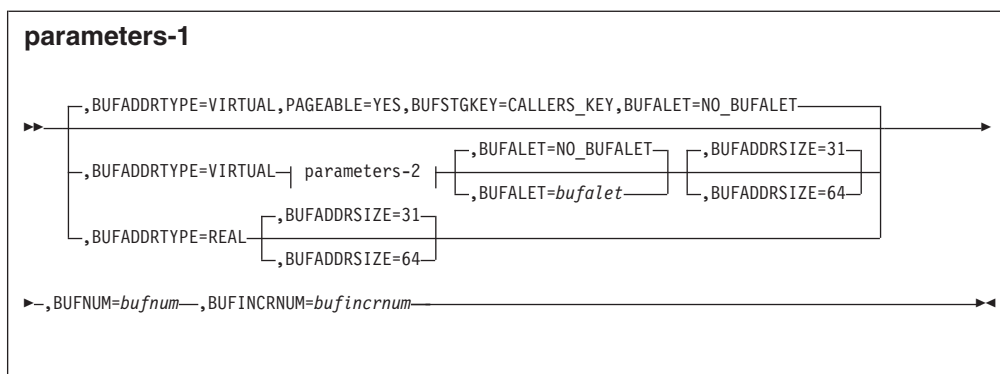 parameters-1
,BUFADDRTYPE=VIRTUAL,PAGEABLE=YES,BUFSTGKEY=CALLERS_KEY,BUFALET=NO_BUFALET
,BUFADDRTYPE=VIRTUAL parameters-2 ,BUFALET=NO_BUFALET ,BUFADDRSIZE=31
,BUFALET=bufalet ,BUFADDRSIZE=64
,BUFADDRTYPE=REAL ,BUFADDRSIZE=31
,BUFADDRSIZE=64
,BUFNUM=bufnum ,BUFINCRNUM=bufincrnum